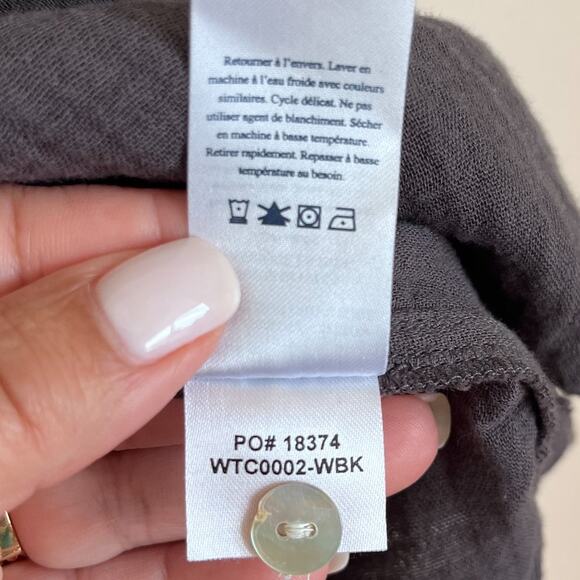 Retourner à l'envers. Laver en
machine à l'eau froide avec couleurs
similaires. Cycle délicat. Ne pas
utiliser agent de blanchiment. Sécher
en machine à basse température.
Retirer rapidement. Repasser à basse
température au besoin.
PO# 18374
WTC0002-WBK